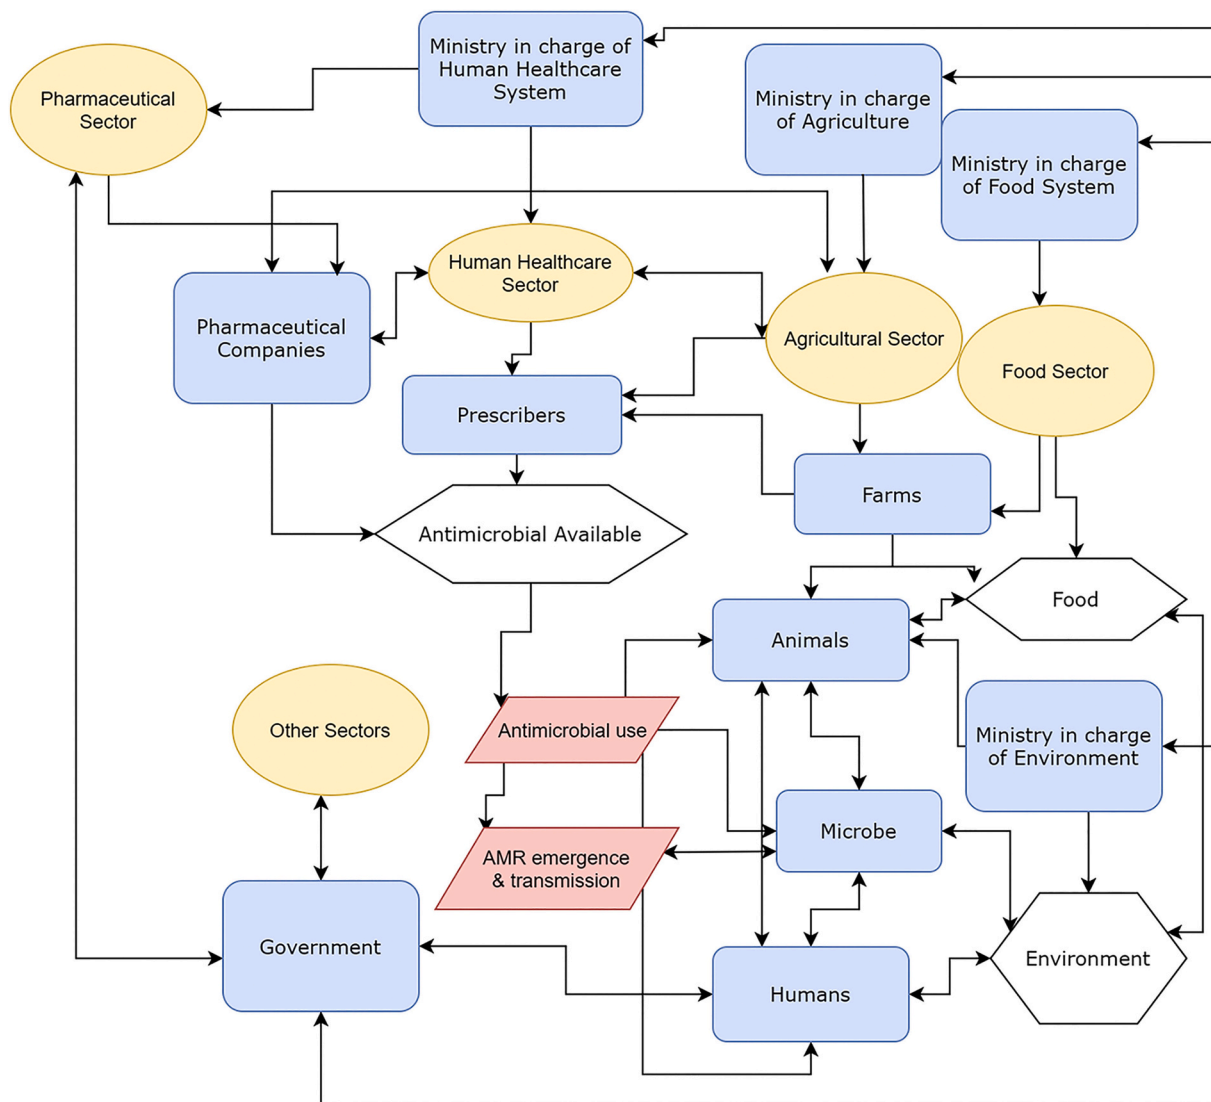 Ministry in charge of
Human Healthcare
System
Pharmaceutical
Sector
Ministry in charge
of Agriculture
Ministry in charge
of Food System
Human Healthcare
Sector
Pharmaceutical
Companies
Agricultural Sector
Food Sector
Prescribers
Farms
Antimicrobial Available
Food
Animals
Other Sectors
Antimicrobial use
Ministry in charge
of Environment
Microbe
AMR emergence
& transmission
Government
Environment
Humans